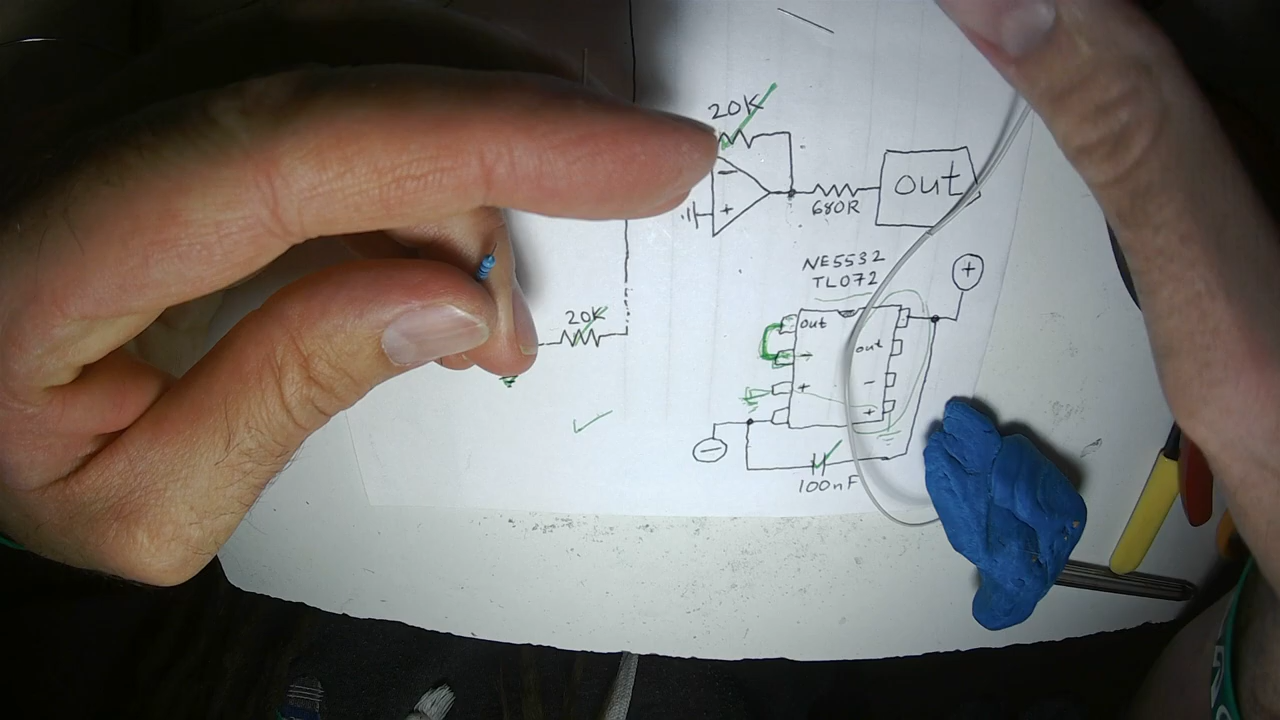 20K
-
+
680R
out
NE5532
TL072
+
out
out
+
-
+
-
20K
100nF